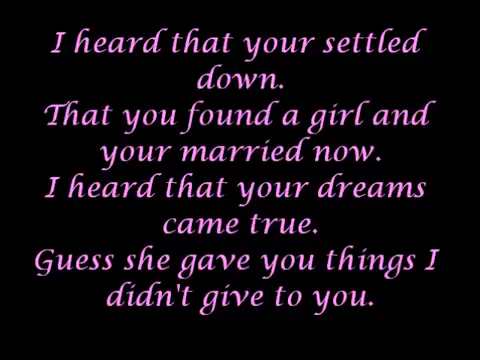 I heard that your settled
down.
That you found a girl and
your married now.
I heard that your dreams
came true.
Guess she gave you things I
didn't give to you.